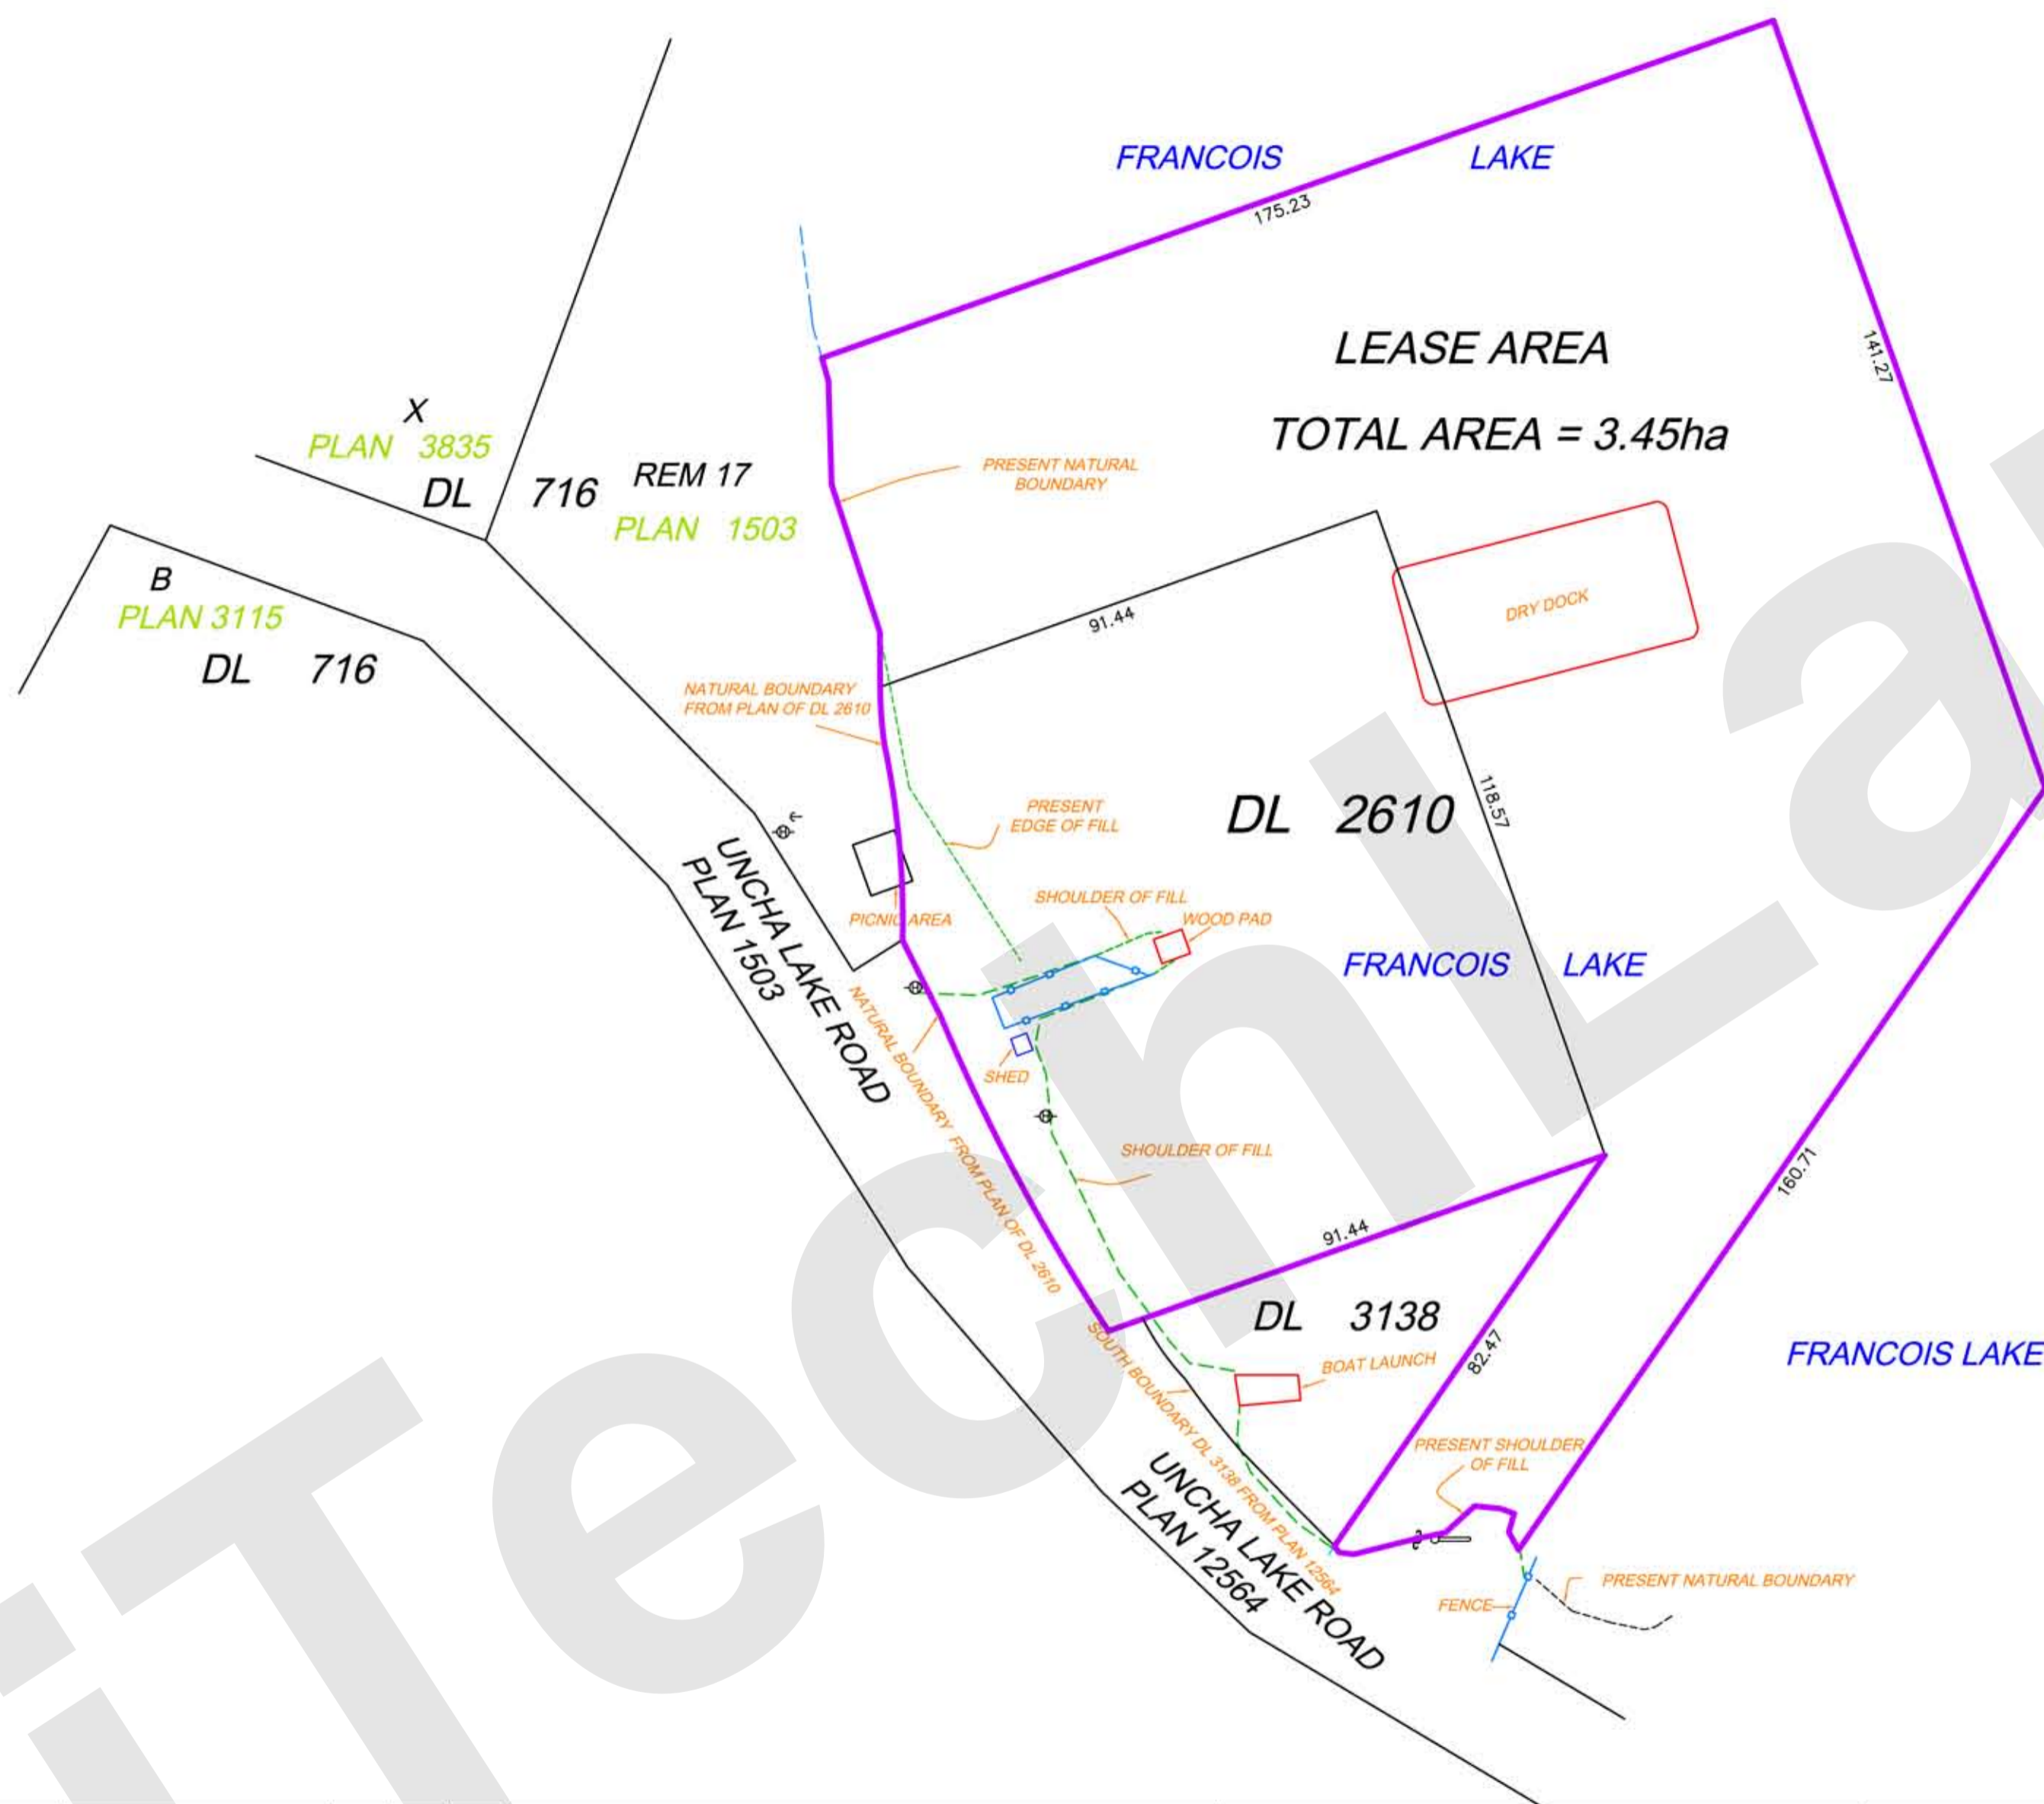 FRANCOIS LAKE
175.23
141.27
LEASE AREA
TOTAL AREA = 3.45ha
X
PLAN 3835
DL 716
REM 17
PLAN 1503
PRESENT NATURAL
BOUNDARY
B
PLAN 3115
DL 716
91.44
DRY DOCK
NATURAL BOUNDARY
FROM PLAN OF DL 2610
PRESENT
EDGE OF FILL
DL 2610
118.57
UNCHA LAKE ROAD
PLAN 1503
PICNIC AREA
SHOULDER OF FILL
WOOD PAD
FRANCOIS LAKE
NATURAL BOUNDARY FROM PLAN OF DL 2610
SHED
SHOULDER OF FILL
160.71
91.44
DL 3138
82.47
BOAT LAUNCH
FRANCOIS LAKE
SOUTH BOUNDARY DL 3138 FROM PLAN 12564
PRESENT SHOULDER
OF FILL
UNCHA LAKE ROAD
PLAN 12564
FENCE
PRESENT NATURAL BOUNDARY
iTechLa